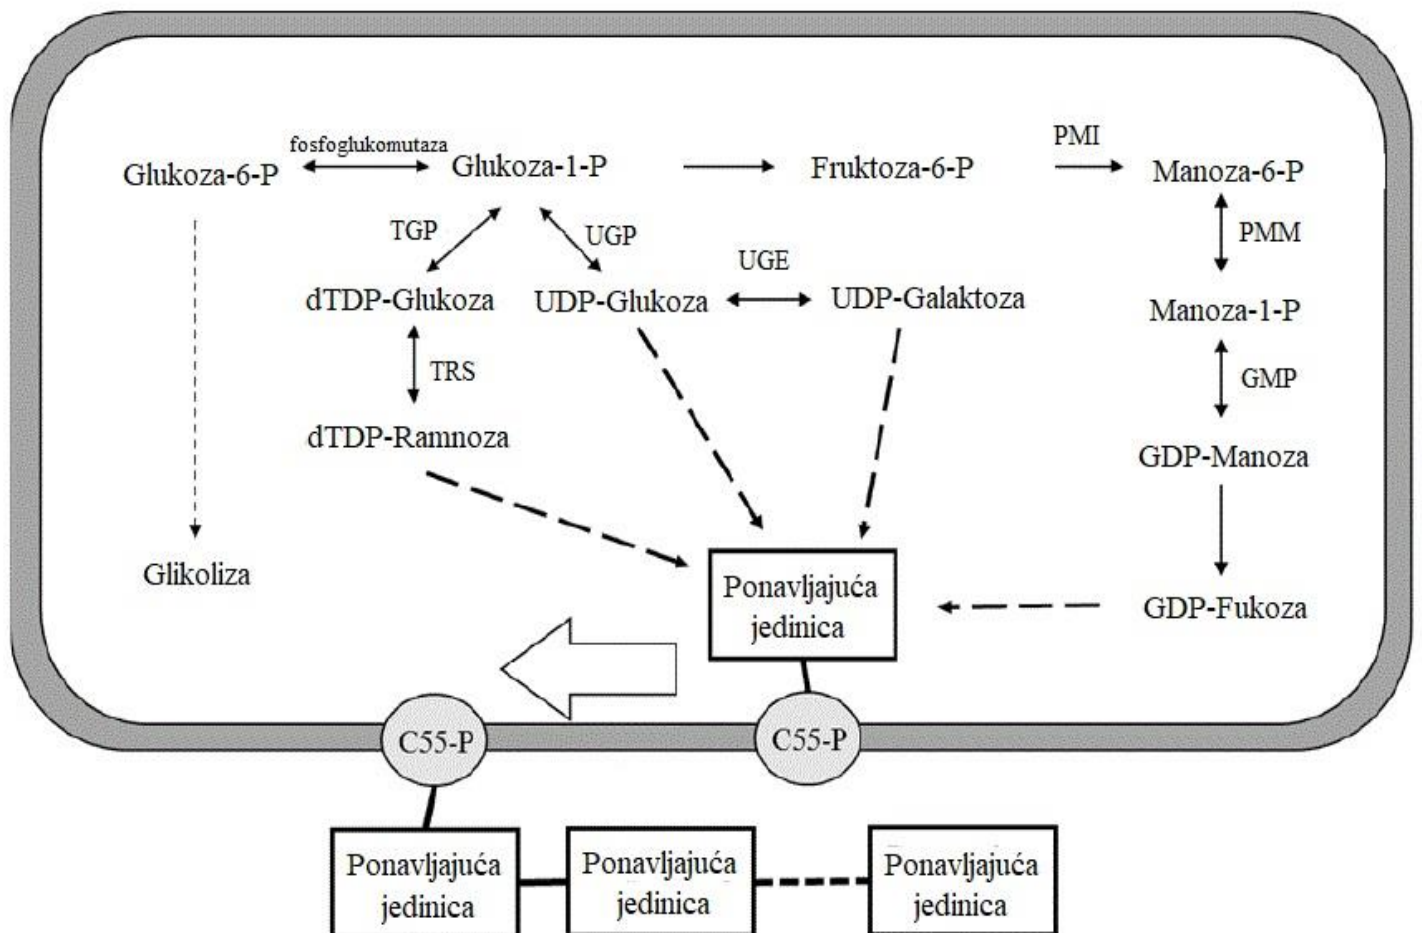 fosfoglukomutaza
PMI
Glukoza-6-P
Glukoza-1-P
Fruktoza-6-P
Manoza-6-P
TGP
UGP
PMM
UGE
dTDP-Glukoza
UDP-Glukoza
UDP-Galaktoza
Manoza-1-P
TRS
GMP
dTDP-Ramnoza
GDP-Manoza
Glikoliza
Ponavljajuća
jedinica
GDP-Fukoza
C55-P
C55-P
Ponavljajuća
jedinica
Ponavljajuća
jedinica
Ponavljajuća
jedinica